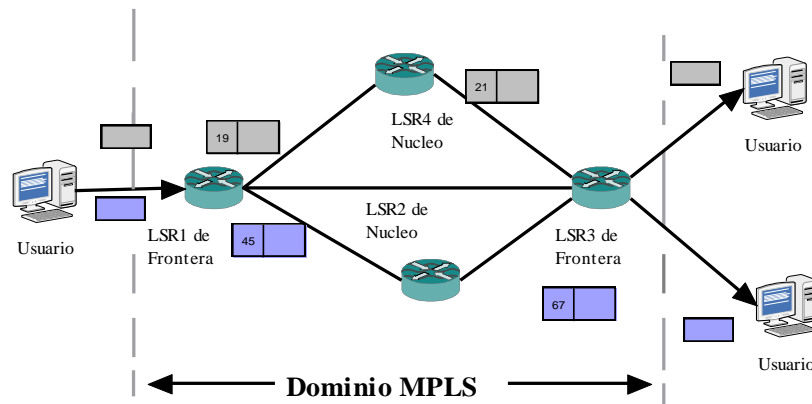 21
LSR4 de
Nucleo
Usuario
19
Usuario
LSR1 de
Frontera
45
LSR2 de
Nucleo
LSR3 de
Frontera
67
Usuario
Dominio MPLS